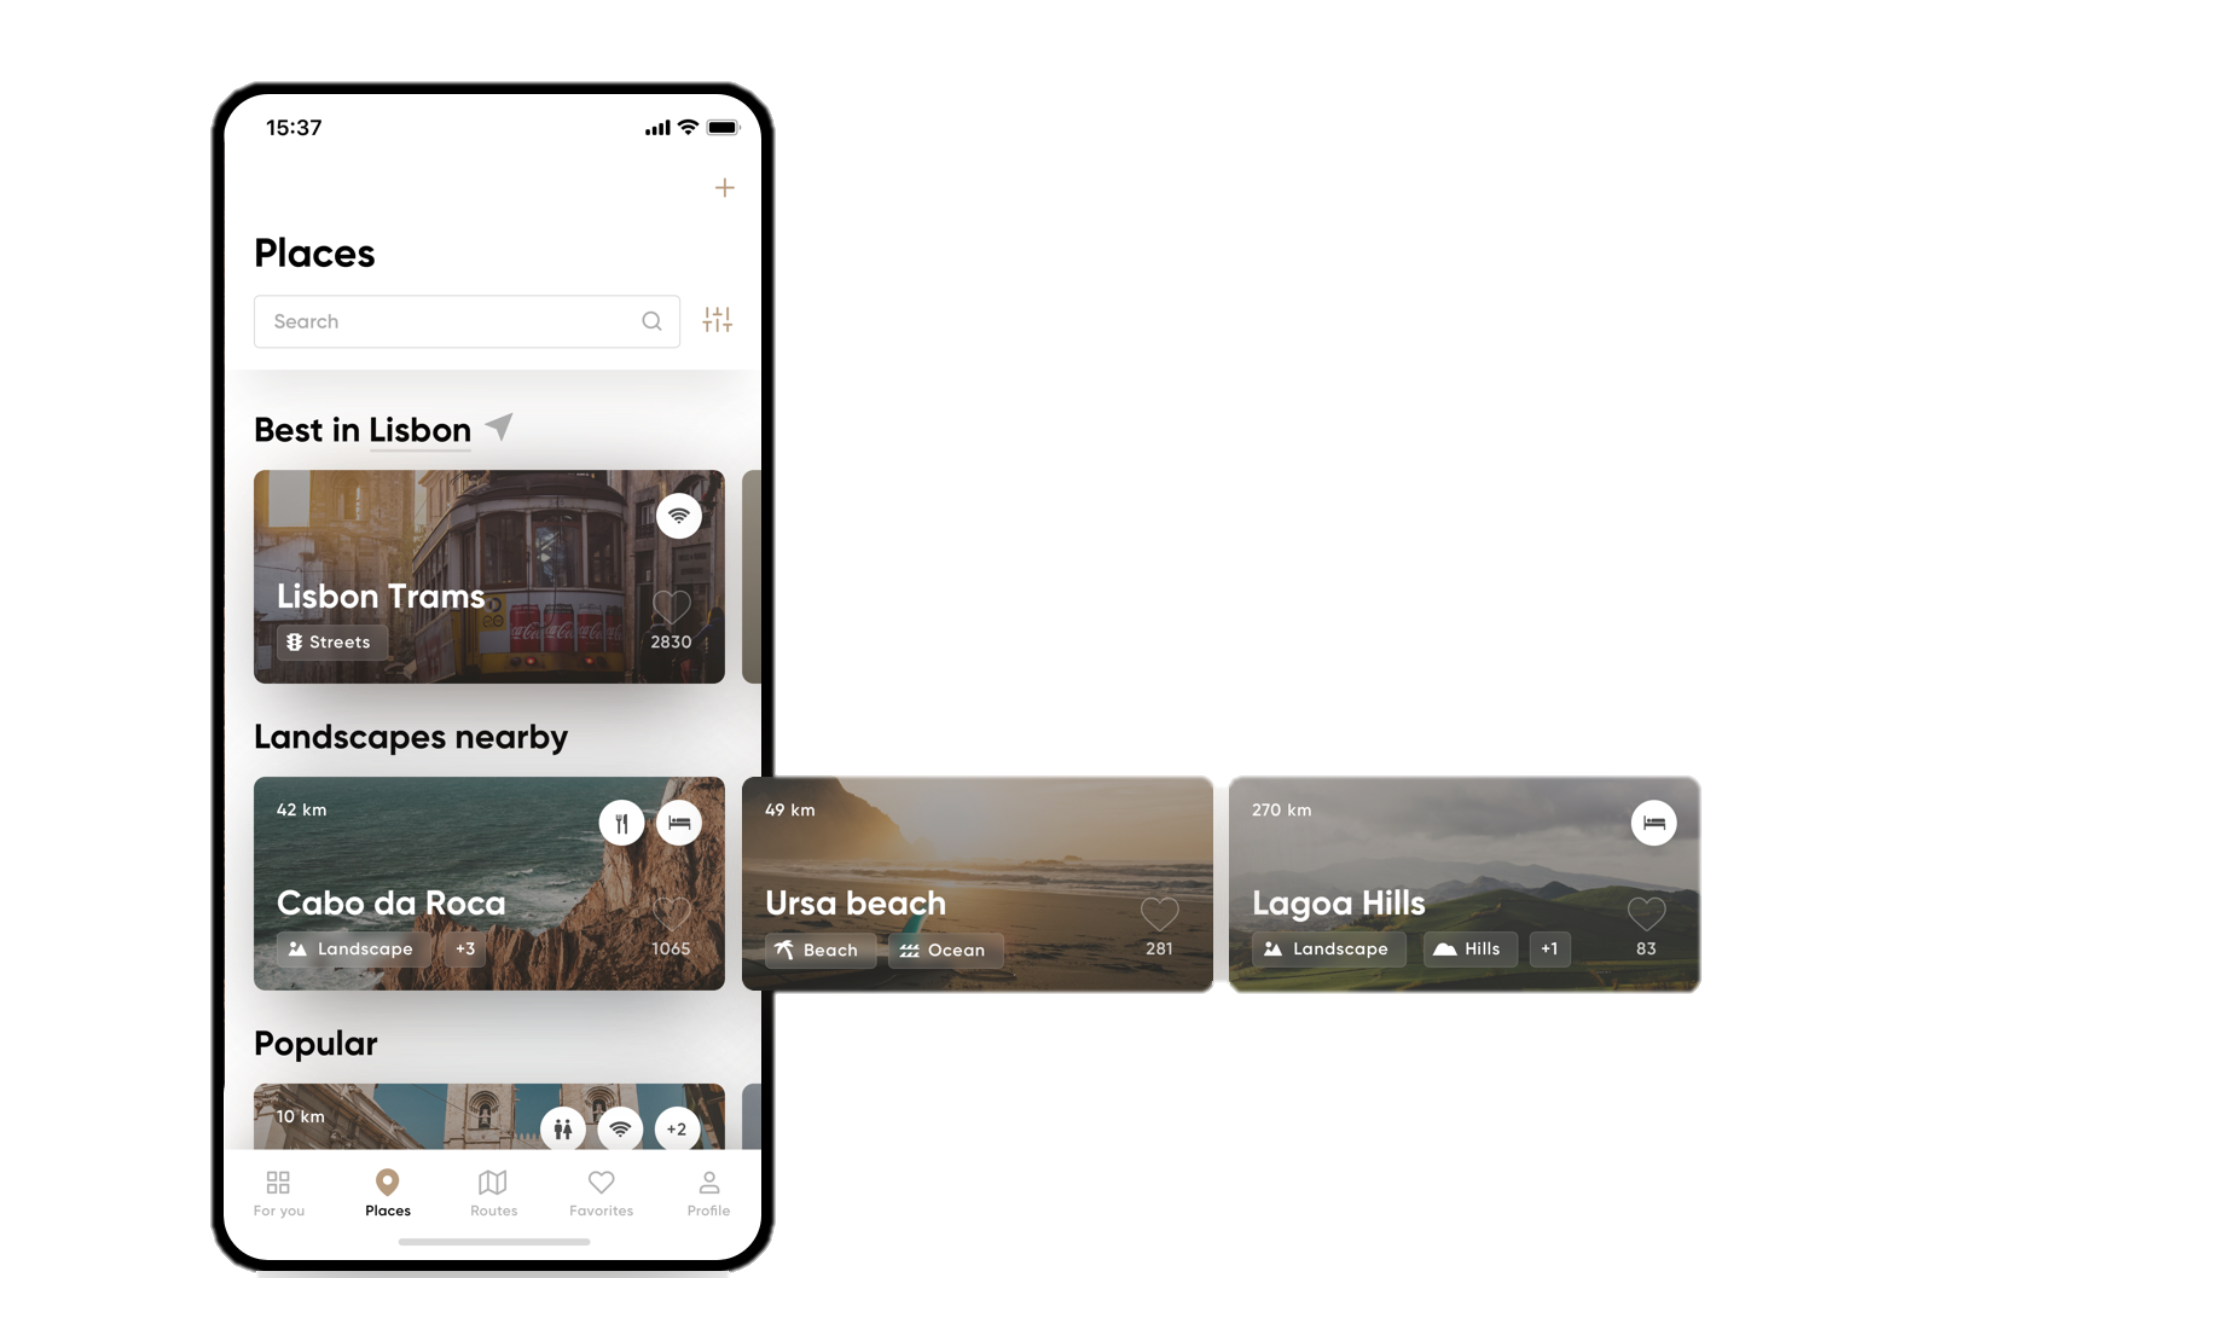 15:37
Places
Search
Best in Lisbon
Lisbon Trams
Streets
2830
Landscapes nearby
42 km
Cabo da Roca
Landscape +3
1065
49 km
Ursa beach
Beach Ocean
281
270 km
Lagoa Hills
Landscape Hills +1
83
Popular
10 km
+2
For you Places Routes Favorites Profile